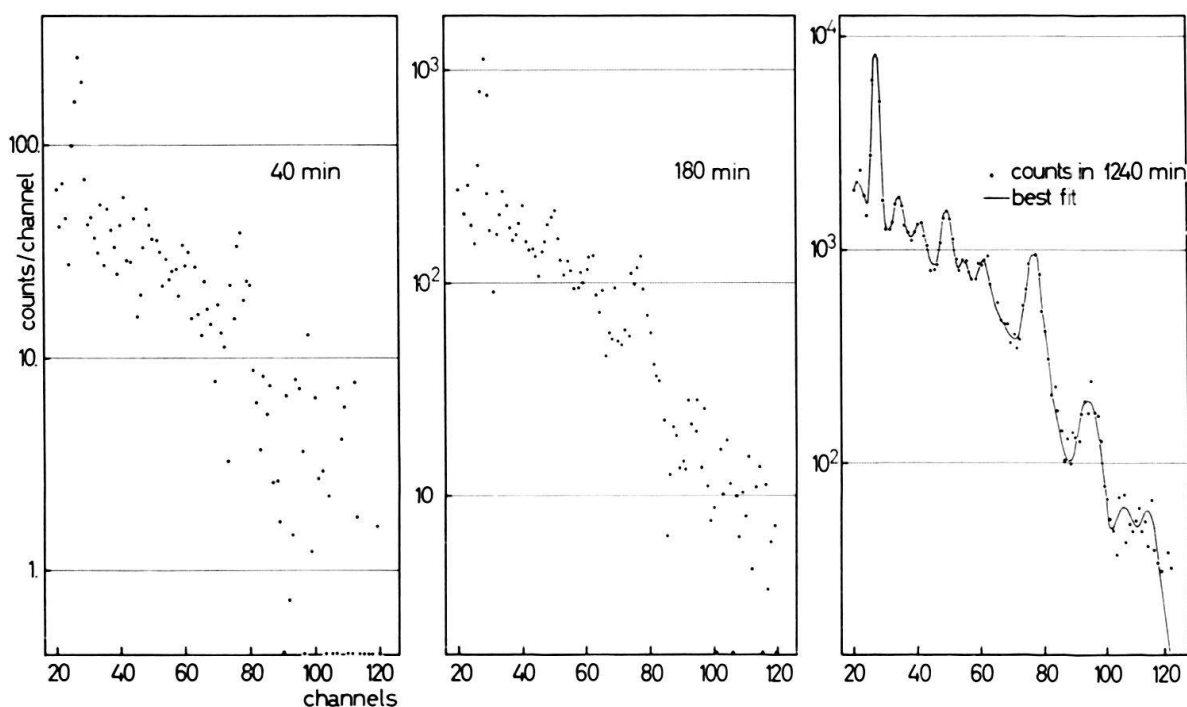 counts/channel
100.
10.
1.
40 min
20 40 60 80 100 120
channels
10³
10²
10
180 min
20 40 60 80 100 120
10⁴
10³
10²
• counts in 1240 min
— best fit
20 40 60 80 100 120